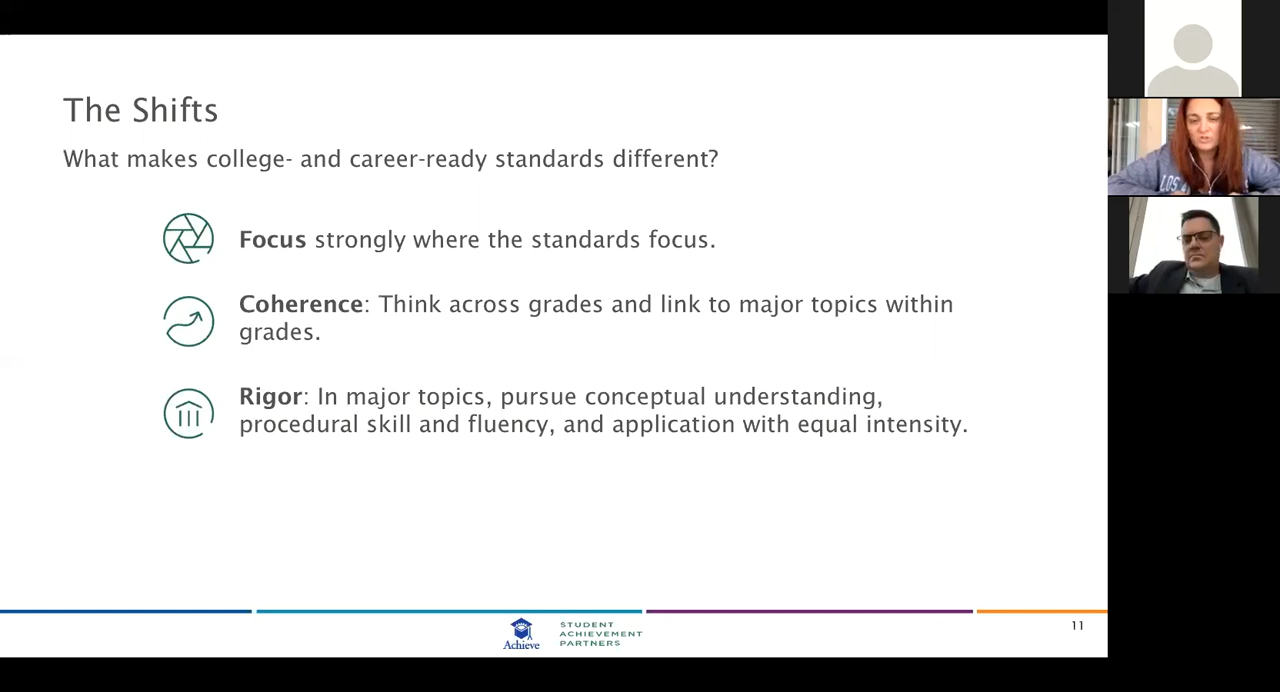 The Shifts
What makes college- and career-ready standards different?
Focus strongly where the standards focus.
Coherence: Think across grades and link to major topics within
grades.
Rigor: In major topics, pursue conceptual understanding,
procedural skill and fluency, and application with equal intensity.
Achieve
STUDENT
ACHIEVEMENT
PARTNERS
11
LOS